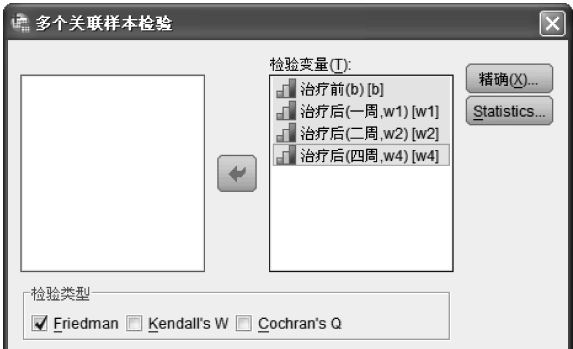 多个关联样本检验
检验变量(T):
治疗前(b) [b]
治疗后(一周,w1) [w1]
治疗后(二周,w2) [w2]
治疗后(四周,w4) [w4]
精确(X)...
Statistics...
检验类型
Friedman Kendall's W Cochran's Q